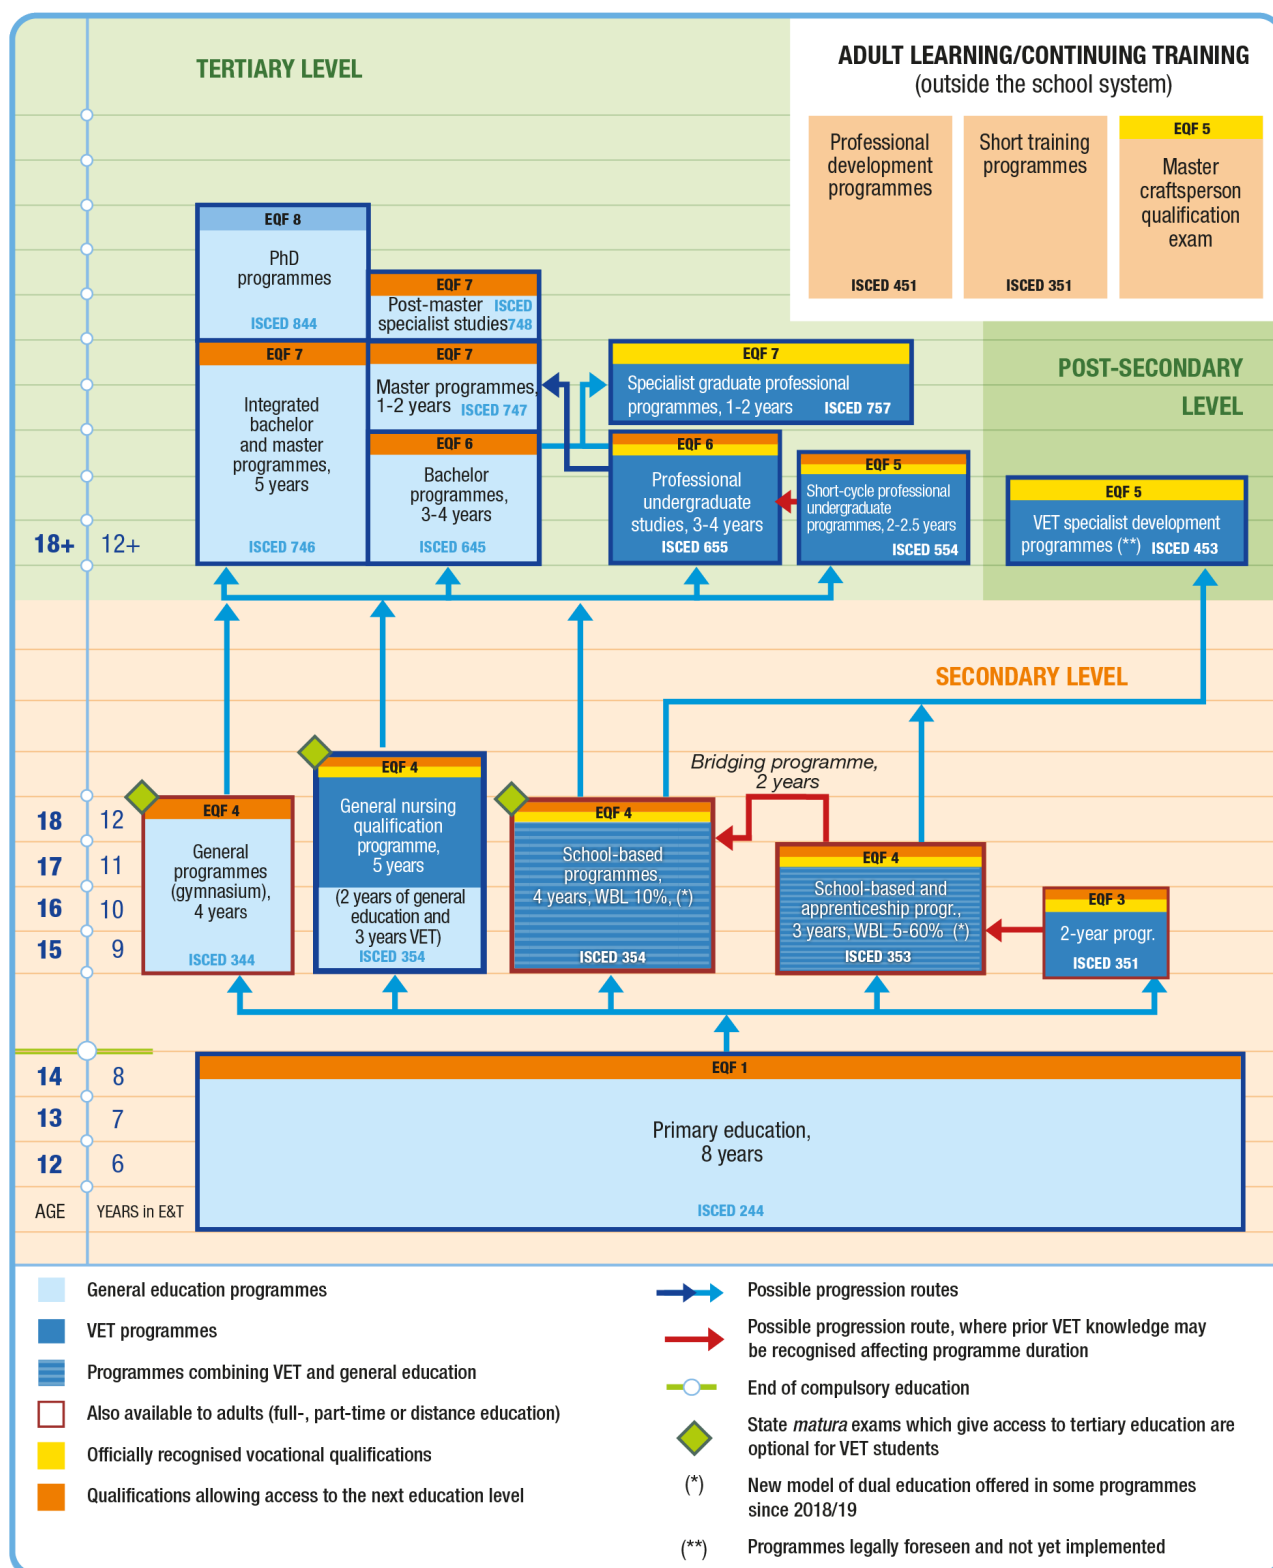 TERTIARY LEVEL
ADULT LEARNING/CONTINUING TRAINING
(outside the school system)
Professional
development
programmes
ISCED 451
Short training
programmes
ISCED 351
EQF 5
Master
craftsperson
qualification
exam
EQF 8
PhD
programmes
ISCED 844
EQF 7
Post-master ISCED
specialist studies 748
EQF 7
Integrated
bachelor
and master
programmes,
5 years
ISCED 746
EQF 7
Master programmes,
1-2 years ISCED 747
EQF 6
Bachelor
programmes,
3-4 years
ISCED 645
EQF 7
Specialist graduate professional
programmes, 1-2 years ISCED 757
EQF 6
Professional
undergraduate
studies, 3-4 years
ISCED 655
EQF 5
Short-cycle professional
undergraduate
programmes, 2-2.5 years
ISCED 554
POST-SECONDARY
LEVEL
EQF 5
VET specialist development
programmes (**) ISCED 453
18+ 12+
SECONDARY LEVEL
Bridging programme,
2 years
EQF 4
General
programmes
(gymnasium),
4 years
ISCED 344
EQF 4
General nursing
qualification
programme,
5 years
(2 years of general
education and
3 years VET)
ISCED 354
EQF 4
School-based
programmes,
4 years, WBL 10%, (*)
ISCED 354
EQF 4
School-based and
apprenticeship progr.,
3 years, WBL 5-60% (*)
ISCED 353
EQF 3
2-year progr.
ISCED 351
18 12
17 11
16 10
15 9
EQF 1
Primary education,
8 years
ISCED 244
14 8
13 7
12 6
AGE YEARS in E&T
General education programmes
VET programmes
Programmes combining VET and general education
Also available to adults (full-, part-time or distance education)
Officially recognised vocational qualifications
Qualifications allowing access to the next education level
Possible progression routes
Possible progression route, where prior VET knowledge may
be recognised affecting programme duration
End of compulsory education
State matura exams which give access to tertiary education are
optional for VET students
(*) New model of dual education offered in some programmes
since 2018/19
(**) Programmes legally foreseen and not yet implemented